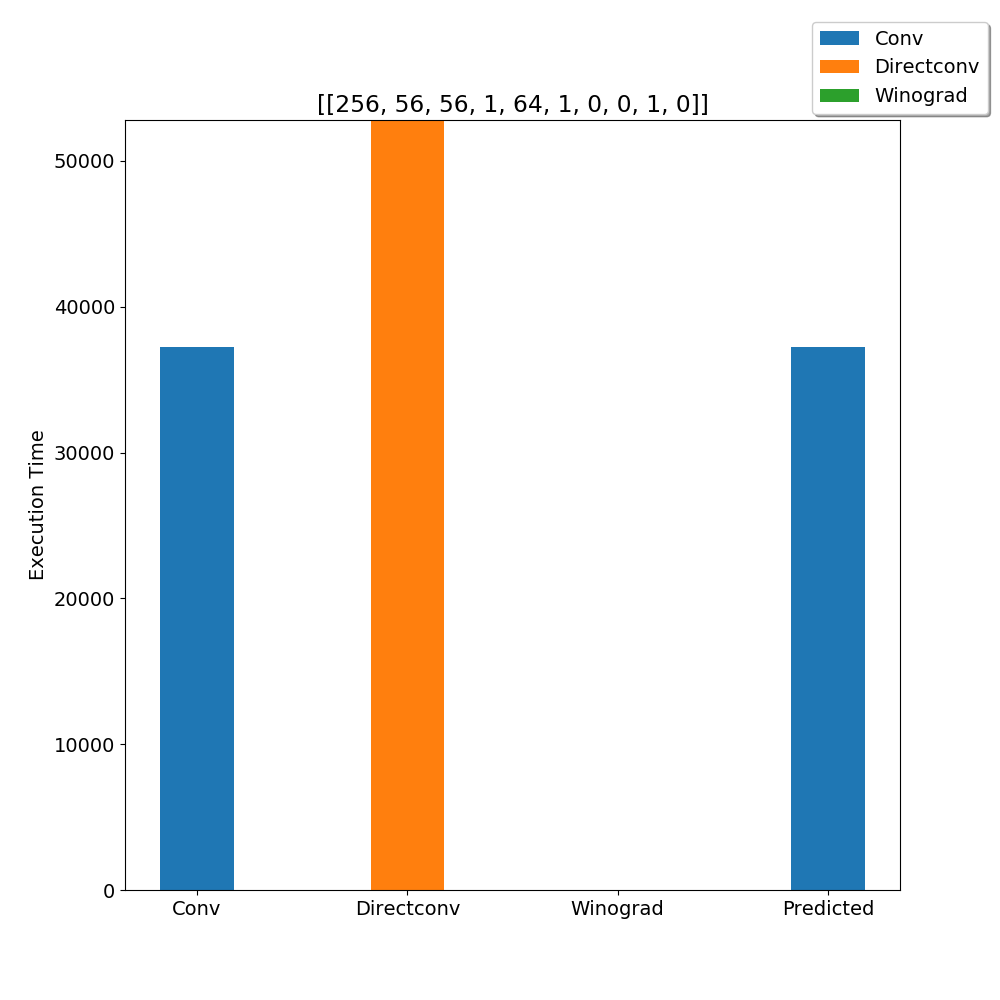 Conv
Directconv
Winograd
[[256, 56, 56, 1, 64, 1, 0, 0, 1, 0]]
Execution Time
50000
40000
30000
20000
10000
0
Conv Directconv Winograd Predicted